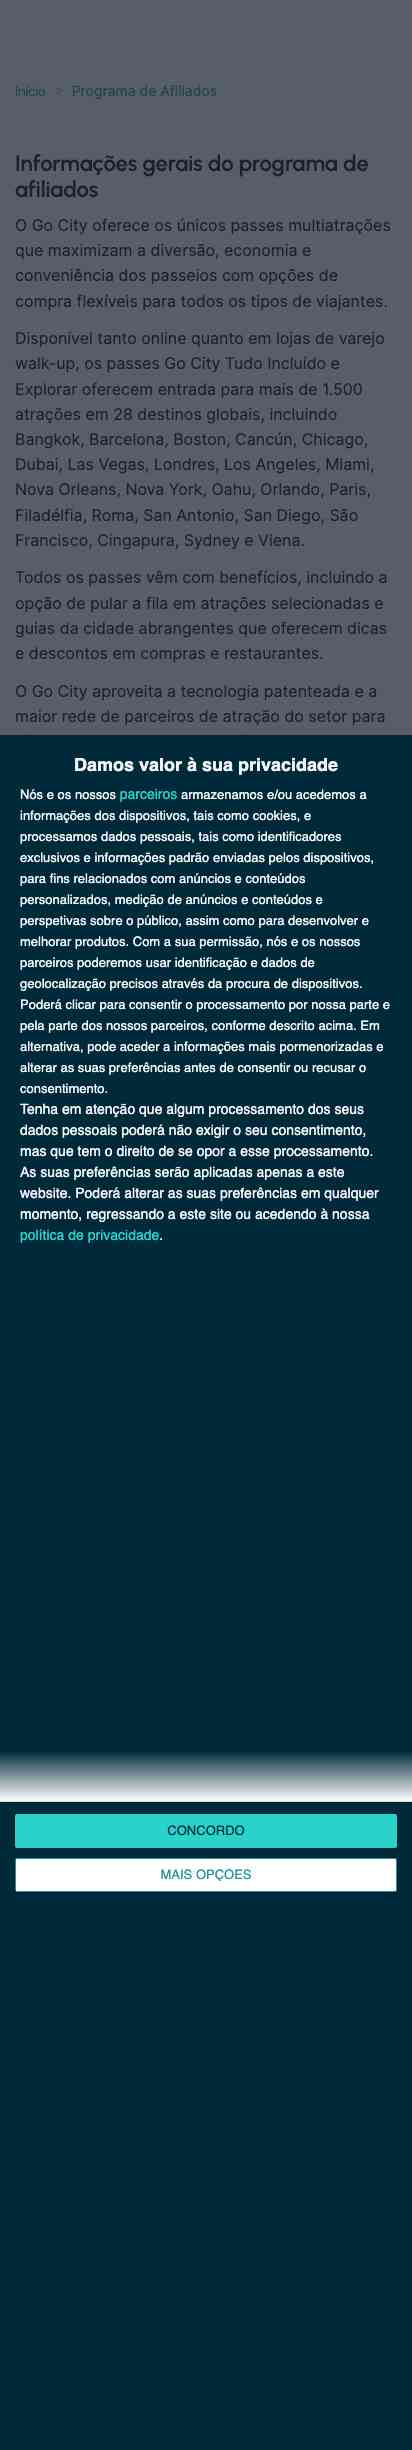 Início > Programa de Afiliados
Informações gerais do programa de
afiliados
O Go City oferece os únicos passes multiatrações
que maximizam a diversão, economia e
conveniência dos passeios com opções de
compra flexíveis para todos os tipos de viajantes.
Disponível tanto online quanto em lojas de varejo
walk-up, os passes Go City Tudo Incluído e
Explorar oferecem entrada para mais de 1.500
atrações em 28 destinos globais, incluindo
Bangkok, Barcelona, Boston, Cancún, Chicago,
Dubai, Las Vegas, Londres, Los Angeles, Miami,
Nova Orleans, Nova York, Oahu, Orlando, Paris,
Filadélfia, Roma, San Antonio, San Diego, São
Francisco, Cingapura, Sydney e Viena.
Todos os passes vêm com benefícios, incluindo a
opção de pular a fila em atrações selecionadas e
guias da cidade abrangentes que oferecem dicas
e descontos em compras e restaurantes.
O Go City aproveita a tecnologia patenteada e a
maior rede de parceiros de atração do setor para
Damos valor à sua privacidade
Nós e os nossos parceiros armazenamos e/ou acedemos a
informações dos dispositivos, tais como cookies, e
processamos dados pessoais, tais como identificadores
exclusivos e informações padrão enviadas pelos dispositivos,
para fins relacionados com anúncios e conteúdos
personalizados, medição de anúncios e conteúdos e
perspetivas sobre o público, assim como para desenvolver e
melhorar produtos. Com a sua permissão, nós e os nossos
parceiros poderemos usar identificação e dados de
geolocalização precisos através da procura de dispositivos.
Poderá clicar para consentir o processamento por nossa parte e
pela parte dos nossos parceiros, conforme descrito acima. Em
alternativa, pode aceder a informações mais pormenorizadas e
alterar as suas preferências antes de consentir ou recusar o
consentimento.
Tenha em atenção que algum processamento dos seus
dados pessoais poderá não exigir o seu consentimento,
mas que tem o direito de se opor a esse processamento.
As suas preferências serão aplicadas apenas a este
website. Poderá alterar as suas preferências em qualquer
momento, regressando a este site ou acedendo à nossa
política de privacidade.
CONCORDO
MAIS OPÇÕES